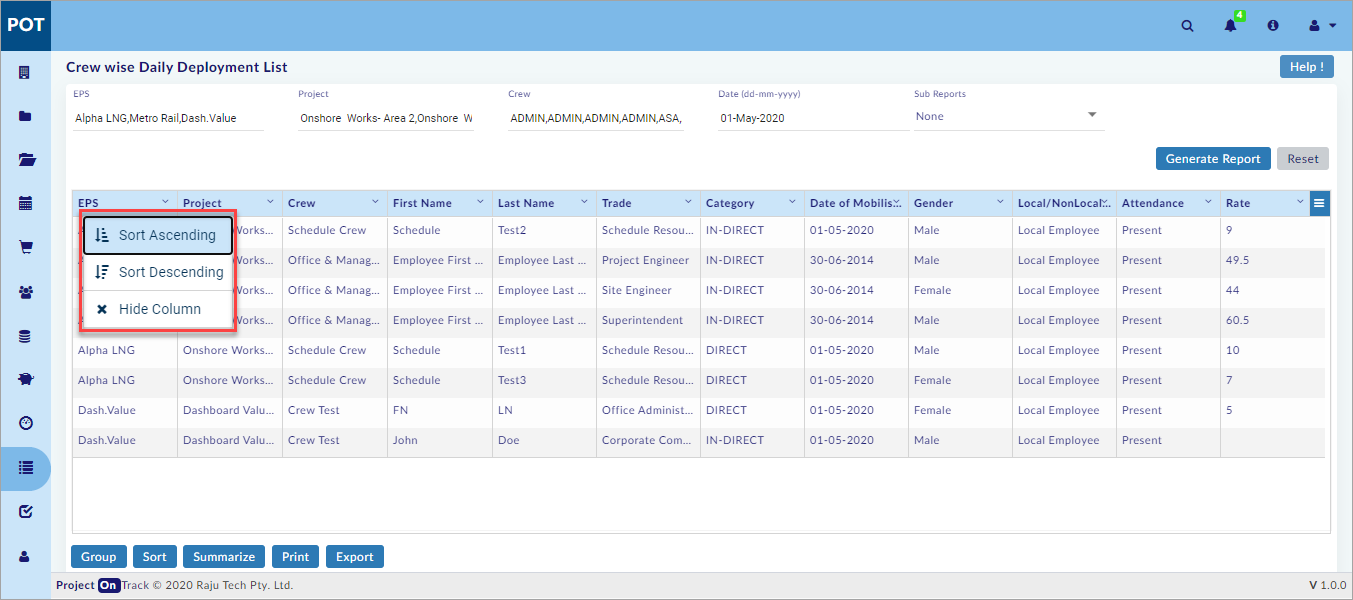 POT
4
Crew wise Daily Deployment List
Help !
EPS Project Crew Date (dd-mm-yyyy) Sub Reports
Alpha LNG,Metro Rail,Dash.Value Onshore Works- Area 2,Onshore W ADMIN,ADMIN,ADMIN,ADMIN,ASA, 01-May-2020 None
Generate Report Reset
EPS Project Crew First Name Last Name Trade Category Date of Mobilis... Gender Local/NonLocal... Attendance Rate
Works... Schedule Crew Schedule Test2 Schedule Resou... IN-DIRECT 01-05-2020 Male Local Employee Present 9
Works... Office & Manag... Employee First ... Employee Last ... Project Engineer IN-DIRECT 30-06-2014 Male Local Employee Present 49.5
Works... Office & Manag... Employee First ... Employee Last ... Site Engineer IN-DIRECT 30-06-2014 Female Local Employee Present 44
Works... Office & Manag... Employee First ... Employee Last ... Superintendent IN-DIRECT 30-06-2014 Male Local Employee Present 60.5
Sort Ascending
Sort Descending
Hide Column
Alpha LNG Onshore Works... Schedule Crew Schedule Test1 Schedule Resou... DIRECT 01-05-2020 Male Local Employee Present 10
Alpha LNG Onshore Works... Schedule Crew Schedule Test3 Schedule Resou... DIRECT 01-05-2020 Female Local Employee Present 7
Dash.Value Dashboard Valu... Crew Test FN LN Office Administ... DIRECT 01-05-2020 Female Local Employee Present 5
Dash.Value Dashboard Valu... Crew Test John Doe Corporate Com... IN-DIRECT 01-05-2020 Male Local Employee Present
Group Sort Summarize Print Export
Project On Track © 2020 Raju Tech Pty. Ltd.
V 1.0.0